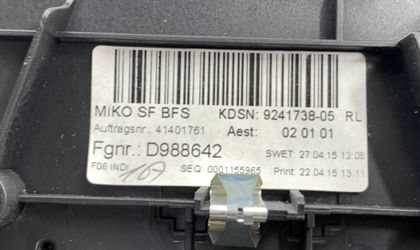 MIKO SF BFS KDSN: 9241738-05 RL
Auftragsnr.: 41401761 Aest: 02 01 01
Fgnr.: D988642 SWET: 27.04.15 12:08
F06 INDI 107 SEQ: 0001155965 Print: 22.04.15 13:11